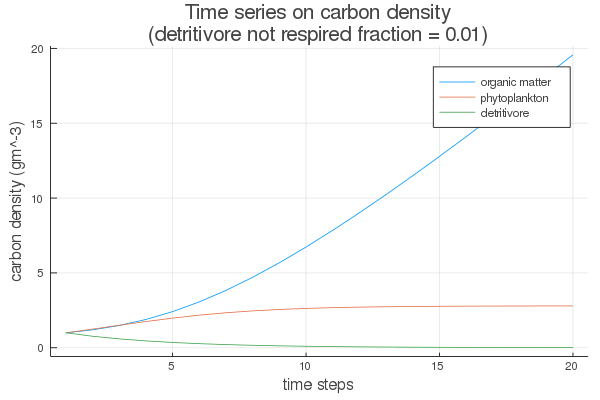 Time series on carbon density
(detritivore not respired fraction = 0.01)
organic matter
phytoplankton
detritivore
carbon density (gm^-3)
20
15
10
5
0
5
10
15
20
time steps